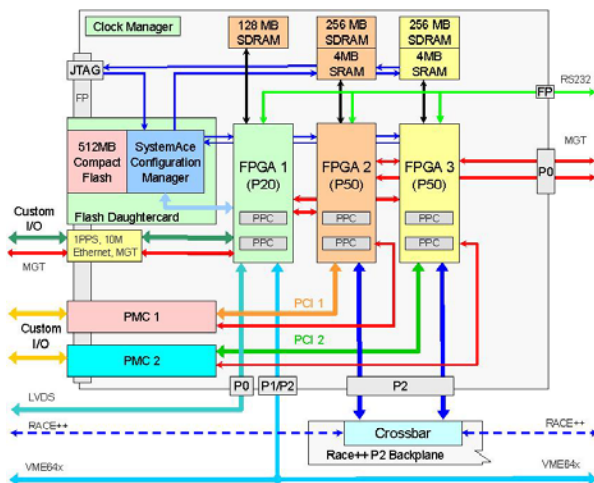 Clock Manager
128 MB
SDRAM
256 MB
SDRAM
4MB
SRAM
256 MB
SDRAM
4MB
SRAM
JTAG
FP
RS232
FP
512MB
Compact
Flash
SystemAce
Configuration
Manager
Flash Daughtercard
FPGA 1
(P20)
FPGA 2
(P50)
FPGA 3
(P50)
MGT
P0
PPC
PPC
PPC
PPC
PPC
PPC
Custom
I/O
1PPS, 10M
Ethernet, MGT
MGT
PMC 1
PCI 1
Custom
I/O
PMC 2
PCI 2
P0
P1/P2
P2
LVDS
RACE++
Crossbar
RACE++
Race++ P2 Backplane
VME64x
VME64x